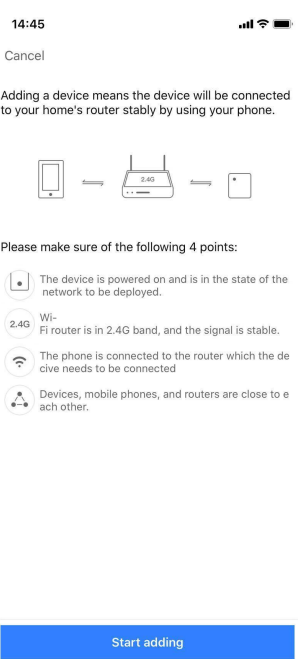 14:45
Cancel
Adding a device means the device will be connected
to your home's router stably by using your phone.
2.4G
Please make sure of the following 4 points:
The device is powered on and is in the state of the
network to be deployed.
2.4G
Wi-
Fi router is in 2.4G band, and the signal is stable.
The phone is connected to the router which the de
cive needs to be connected
Devices, mobile phones, and routers are close to e
ach other.
Start adding